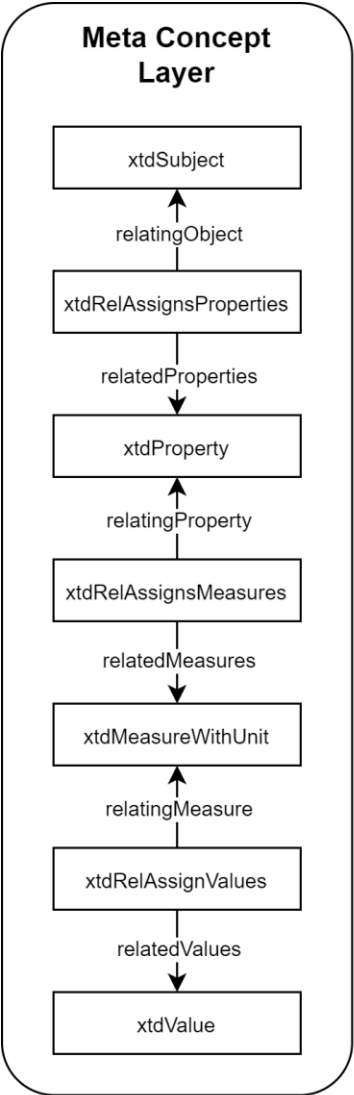 Meta Concept
Layer
xtdSubject
relatingObject
xtdRelAssignsProperties
relatedProperties
xtdProperty
relatingProperty
xtdRelAssignsMeasures
relatedMeasures
xtdMeasureWithUnit
relatingMeasure
xtdRelAssignValues
relatedValues
xtdValue